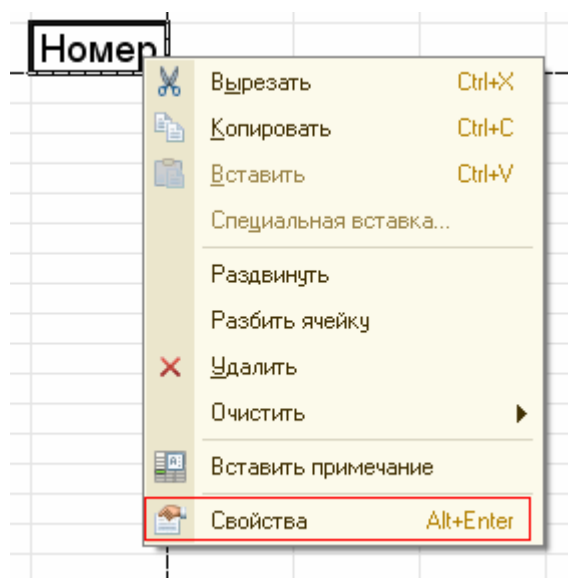 Номер
Вырезать Ctrl+X
Копировать Ctrl+C
Вставить Ctrl+V
Специальная вставка...
Раздвинуть
Разбить ячейку
Удалить
Очистить
Вставить примечание
Свойства Alt+Enter